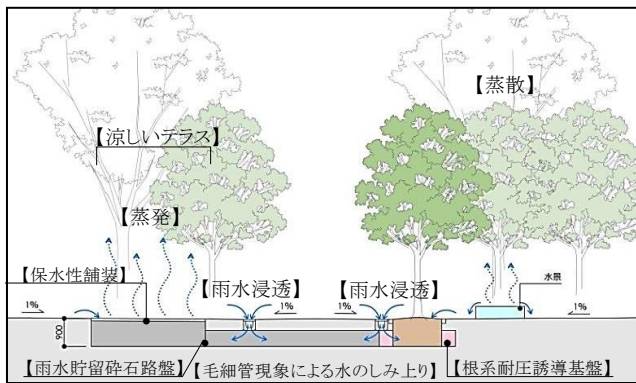 【蒸散】
【涼しいテラス】
【蒸発】
【保水性舗装】
【雨水浸透】
【雨水浸透】
水景
1%
1%
1%
1%
900
【雨水貯留砕石路盤】
【毛細管現象による水のしみ上り】
【根系耐圧誘導基盤】